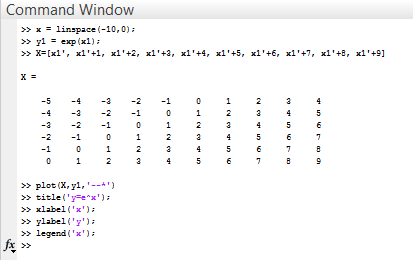 Command Window
>> x = linspace(-10,0);
>> y1 = exp(x1);
>> X=[x1', x1'+1, x1'+2, x1'+3, x1'+4, x1'+5, x1'+6, x1'+7, x1'+8, x1'+9]
X =
-5 -4 -3 -2 -1 0 1 2 3 4
-4 -3 -2 -1 0 1 2 3 4 5
-3 -2 -1 0 1 2 3 4 5 6
-2 -1 0 1 2 3 4 5 6 7
-1 0 1 2 3 4 5 6 7 8
0 1 2 3 4 5 6 7 8 9
>> plot(X,y1,'--^')
>> title('y=e^x');
>> xlabel('x');
>> ylabel('y');
>> legend('x');
fx >>